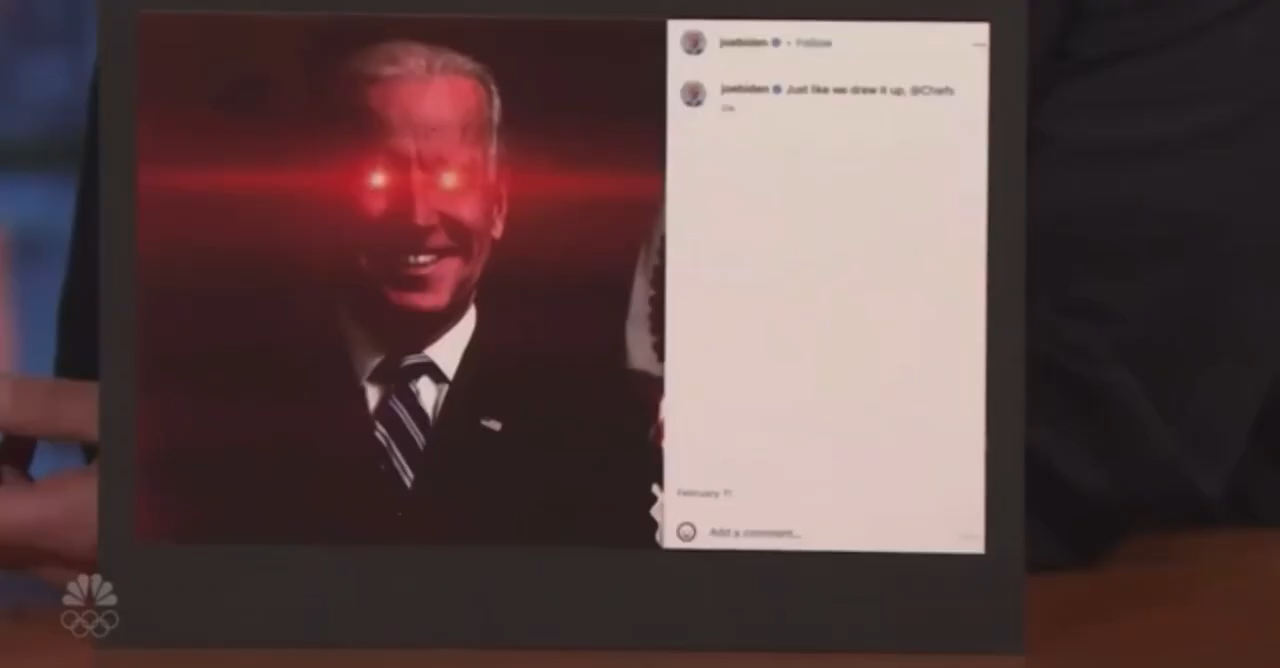 joebiden • Follow
joebiden Just like we drew it up, @Chiefs
February 11
Add a comment...